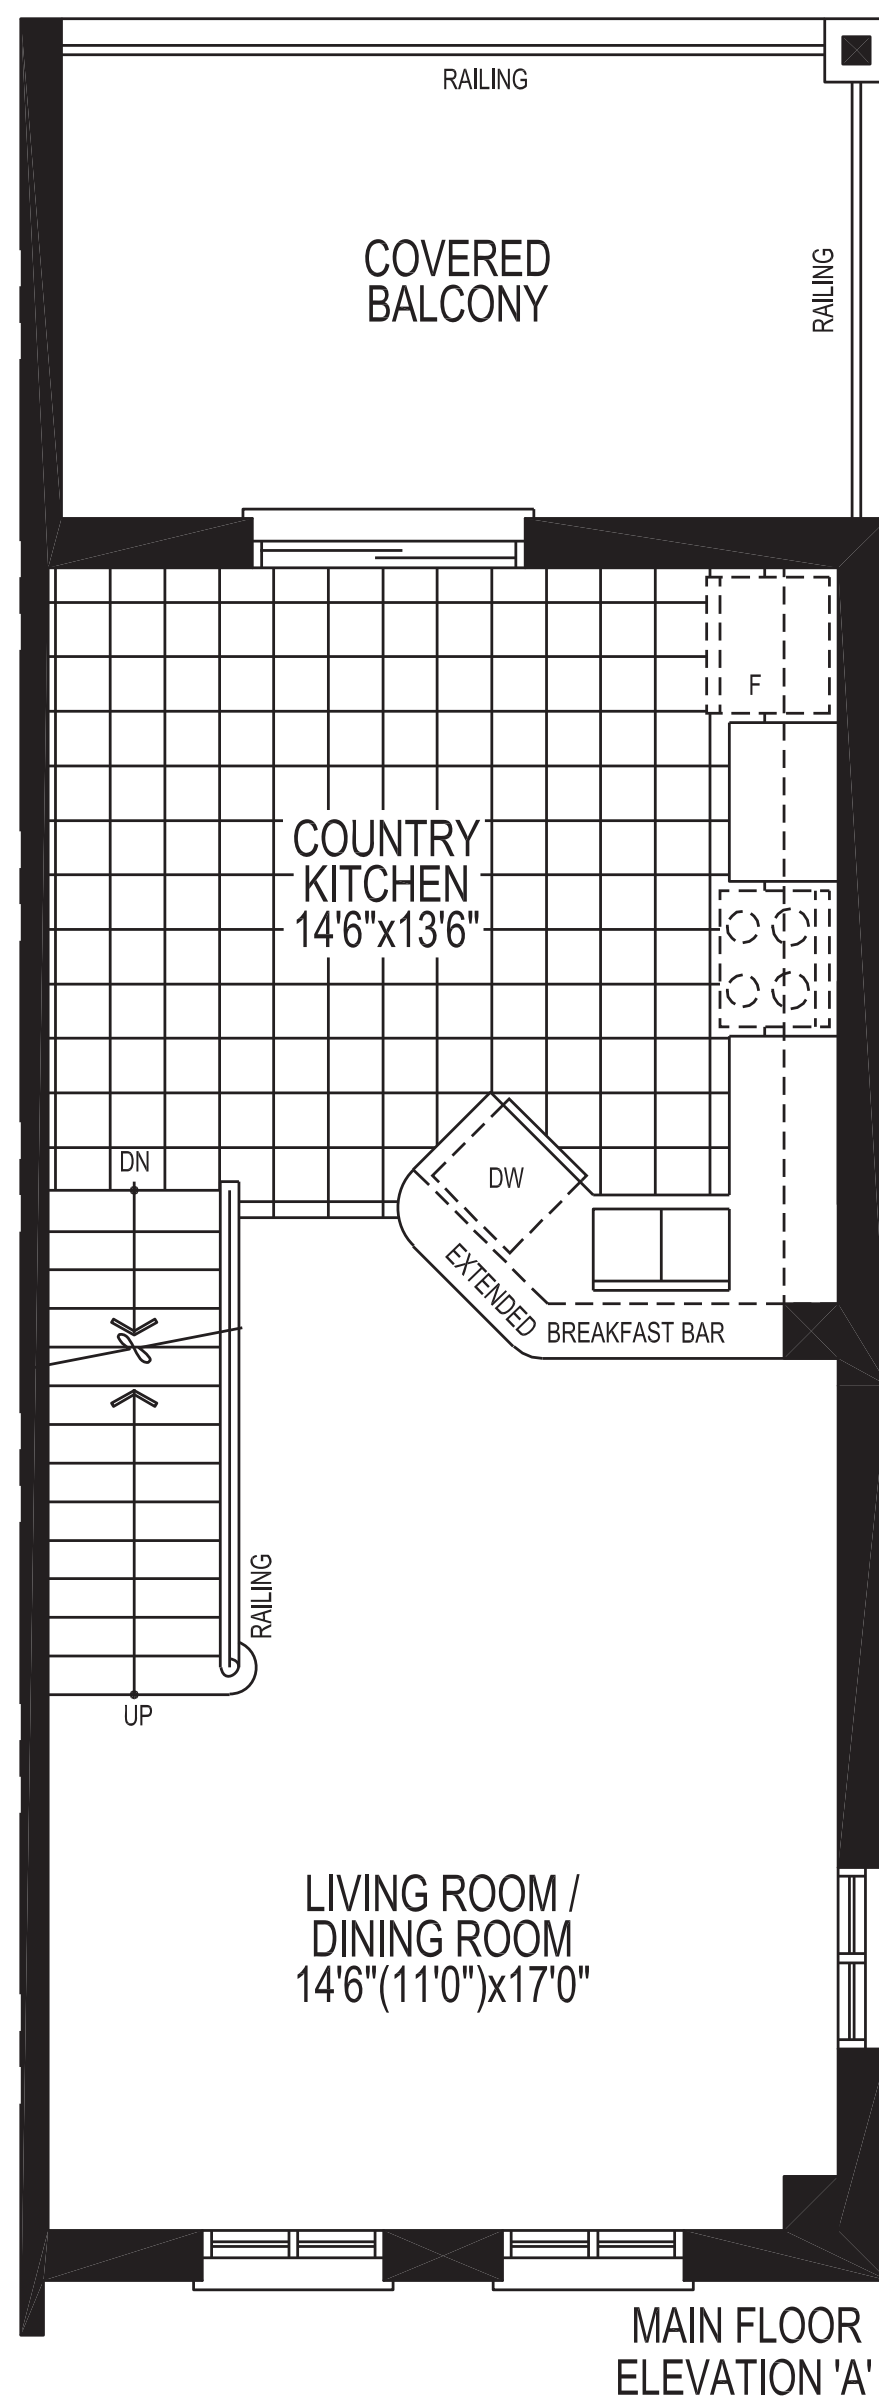 RAILING
COVERED
BALCONY
RAILING
F
COUNTRY
KITCHEN
14'6"x13'6"
DN
DW
EXTENDED
BREAKFAST BAR
RAILING
UP
LIVING ROOM /
DINING ROOM
14'6"(11'0")x17'0"
MAIN FLOOR
ELEVATION 'A'